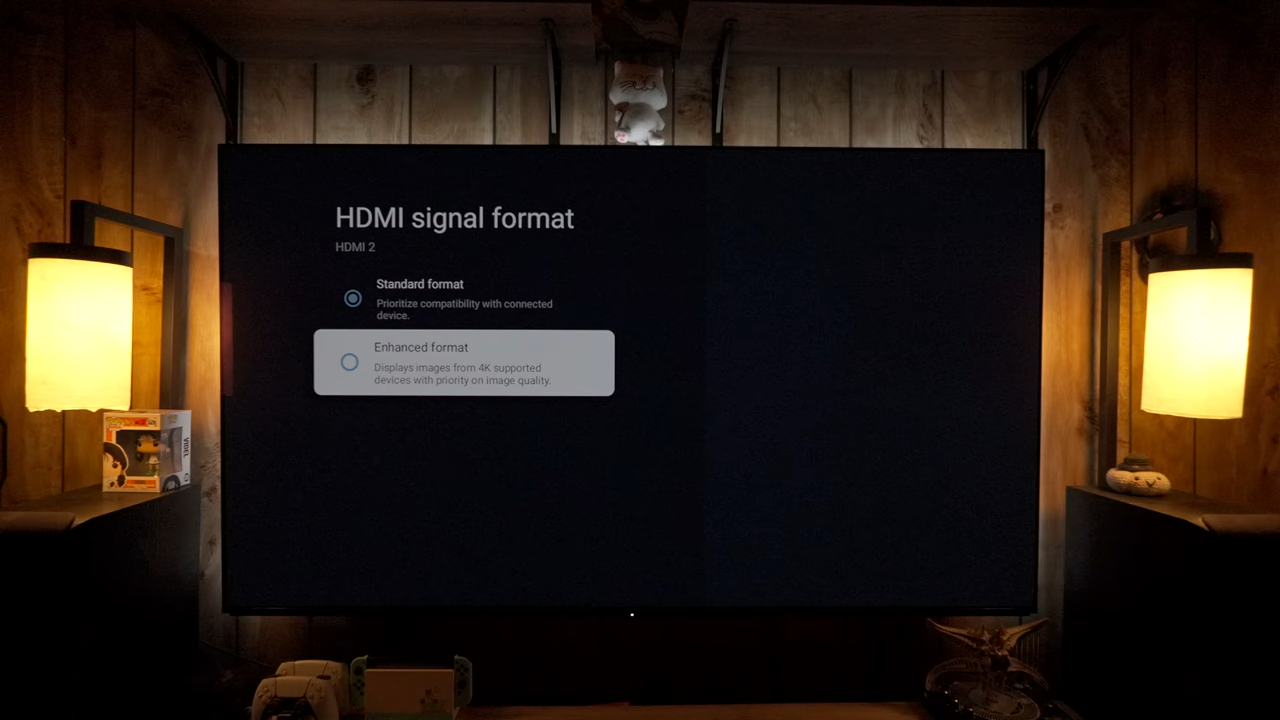 HDMI signal format
HDMI 2
Standard format
Prioritize compatibility with connected
device.
Enhanced format
Displays images from 4K supported
devices with priority on image quality.
VIDEL